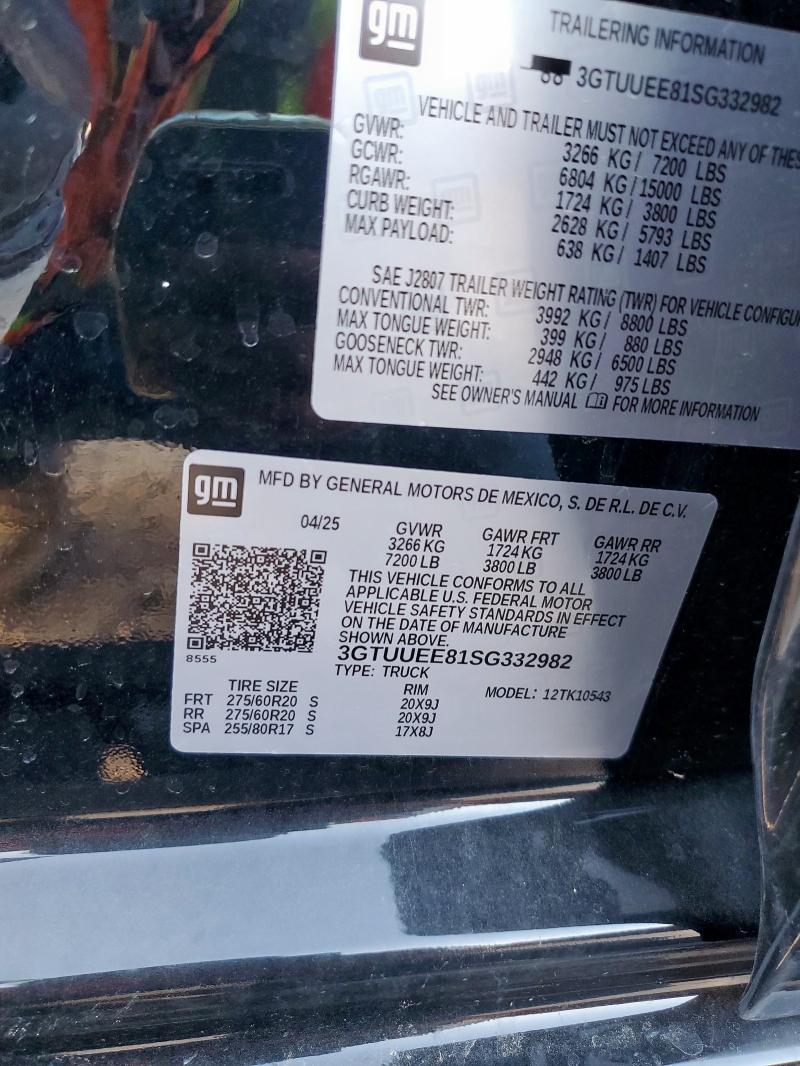 gm
TRAILERING INFORMATION
3GTUUEE81SG332982
VEHICLE AND TRAILER MUST NOT EXCEED ANY OF THESE
GVWR: 3266 KG / 7200 LBS
GCWR: 6804 KG / 15000 LBS
RGAWR: 1724 KG / 3800 LBS
CURB WEIGHT: 2628 KG / 5793 LBS
MAX PAYLOAD: 638 KG / 1407 LBS
SAE J2807 TRAILER WEIGHT RATING (TWR) FOR VEHICLE
CONVENTIONAL TWR: 3992 KG / 8800 LBS
MAX TONGUE WEIGHT: 399 KG / 880 LBS
GOOSENECK TWR: 2948 KG / 6500 LBS
MAX TONGUE WEIGHT: 442 KG / 975 LBS
SEE OWNER'S MANUAL FOR MORE INFORMATION
gm
MFD BY GENERAL MOTORS DE MEXICO, S. DE R.L. DE C.V.
04/25 GVWR GAWR FRT GAWR RR
3266 KG 1724 KG 1724 KG
7200 LB 3800 LB 3800 LB
THIS VEHICLE CONFORMS TO ALL
APPLICABLE U.S. FEDERAL MOTOR
VEHICLE SAFETY STANDARDS IN EFFECT
ON THE DATE OF MANUFACTURE
SHOWN ABOVE.
8555
3GTUUEE81SG332982
TYPE: TRUCK
TIRE SIZE RIM MODEL: 12TK10543
FRT 275/60R20 S 20X9J
RR 275/60R20 S 20X9J
SPA 255/80R17 S 17X8J